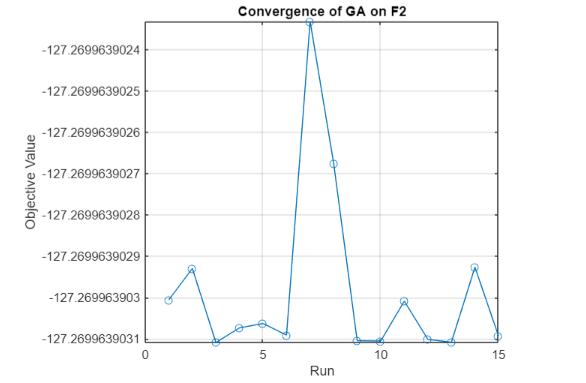 Convergence of GA on F2
Objective Value
-127.2699639024
-127.2699639025
-127.2699639026
-127.2699639027
-127.2699639028
-127.2699639029
-127.269963903
-127.2699639031
0 5 10 15
Run